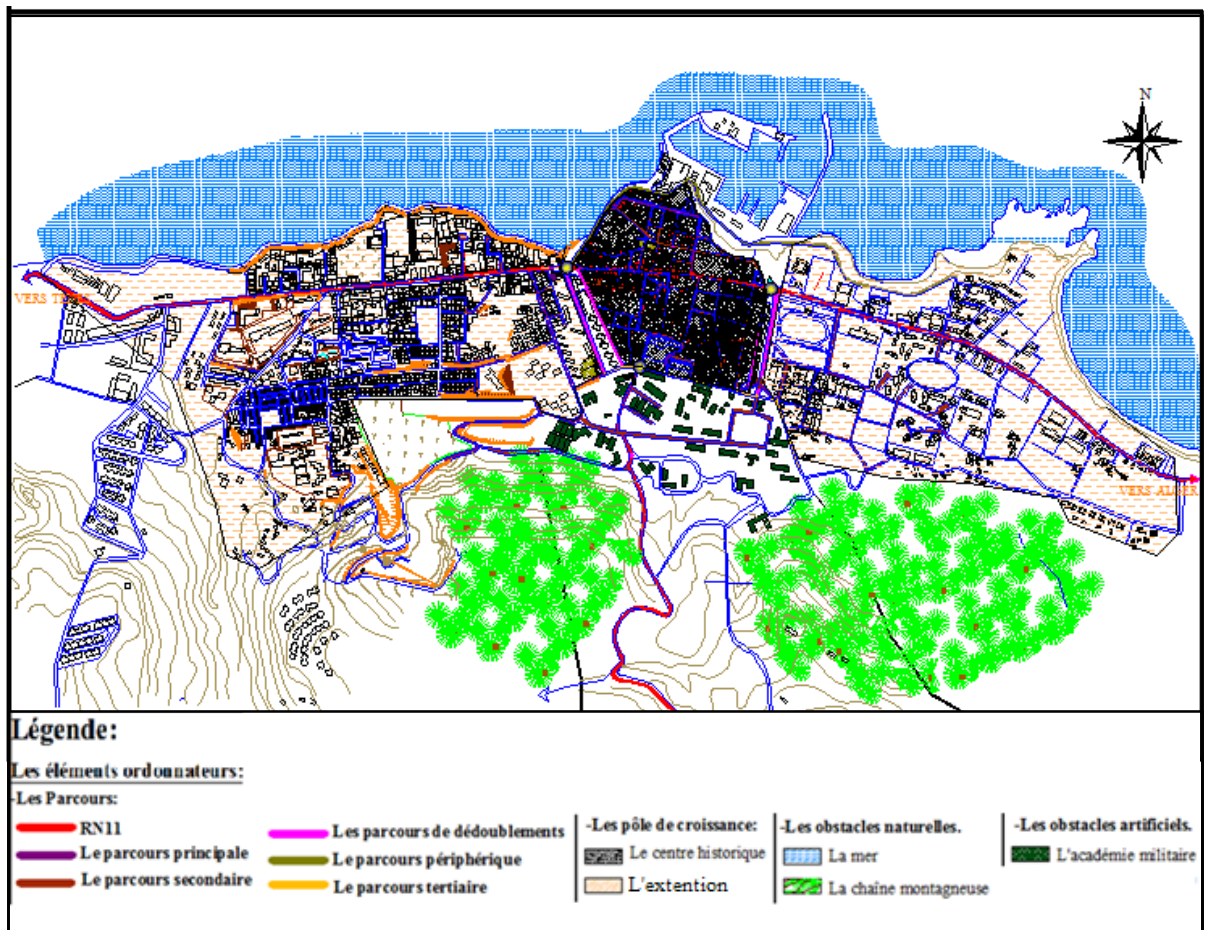 N
VERS
VERS
Légende:
Les éléments ordonnateurs:
-Les Parcours:
RN11
Le parcours principale
Le parcours secondaire
Les parcours de dédoublements
Le parcours périphérique
Le parcours tertiaire
-Les pôle de croissance:
Le centre historique
L'extention
-Les obstacles naturelles.
La mer
La chaîne montagneuse
-Les obstacles artificiels.
L'académie militaire